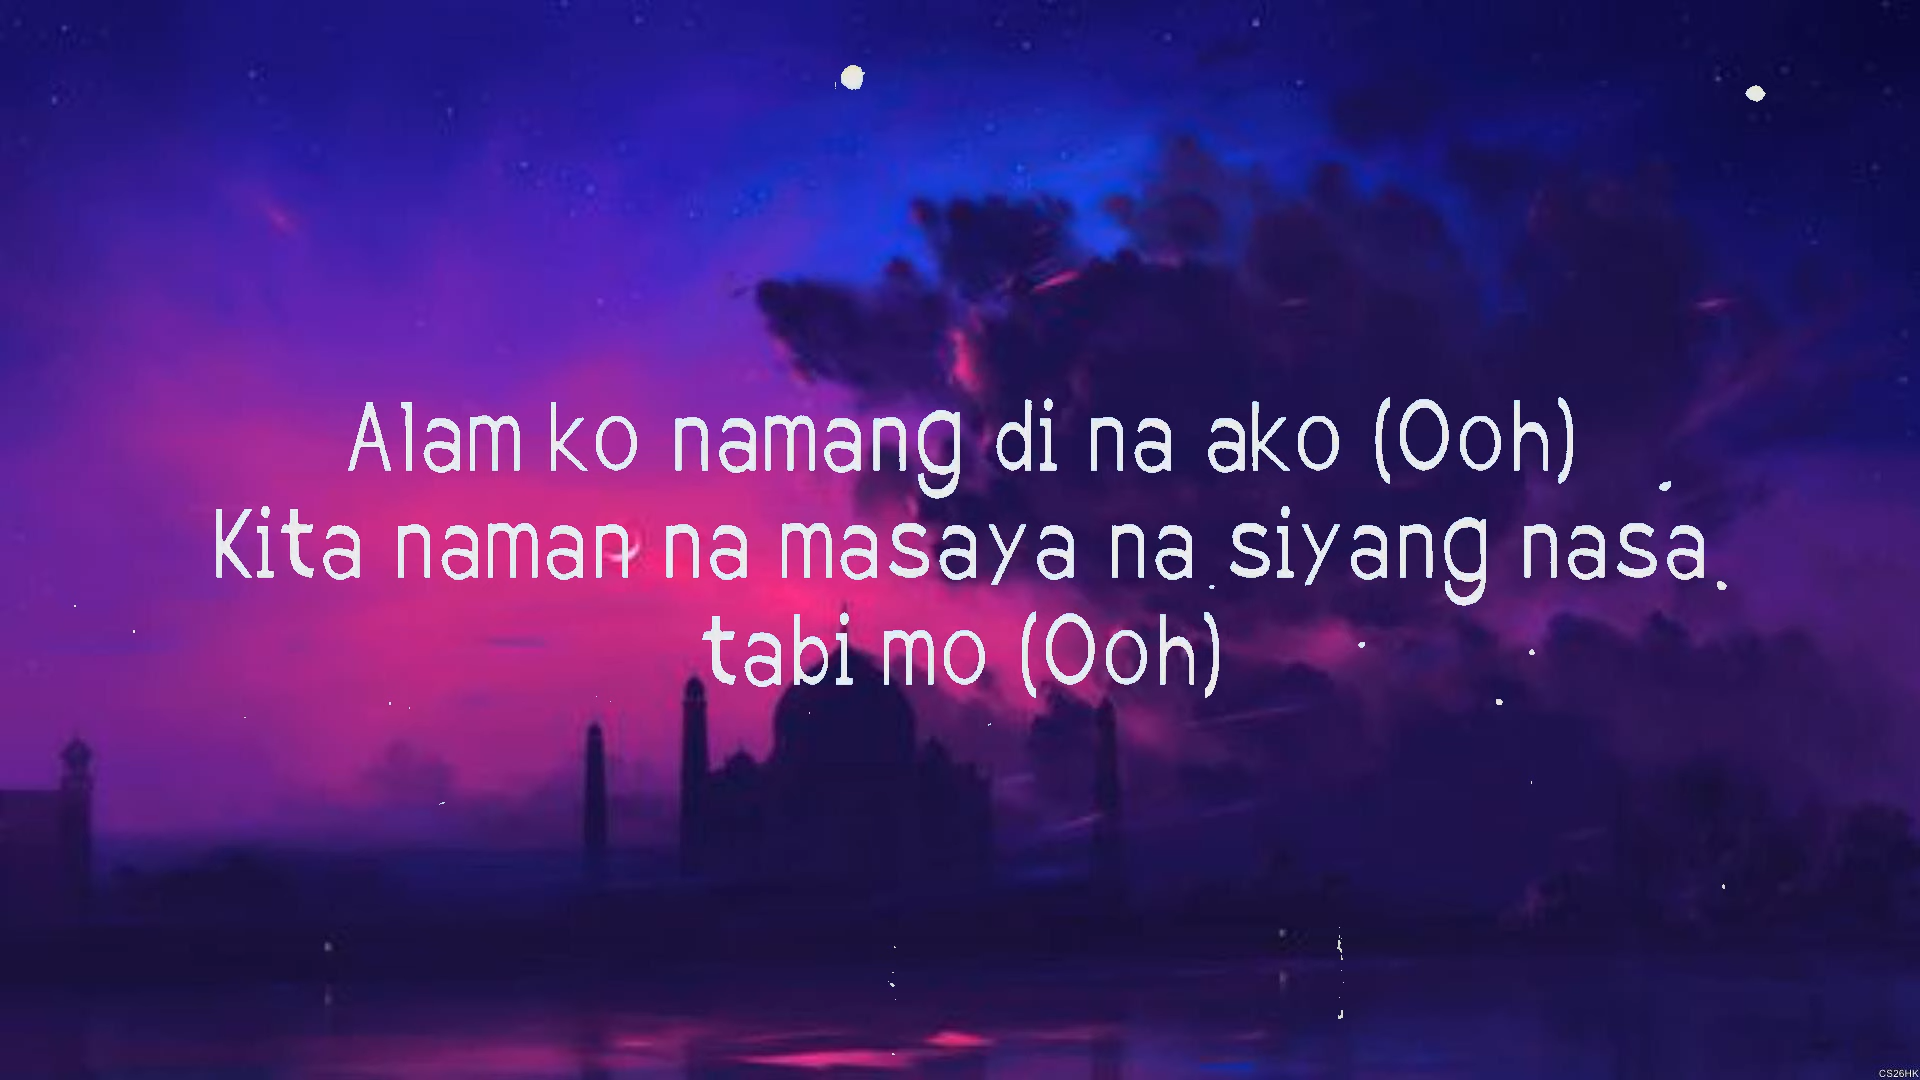 Alam ko namang di na ako (Ooh)
Kita naman na masaya na siyang nasa
tabi mo (Ooh)
CS26HK